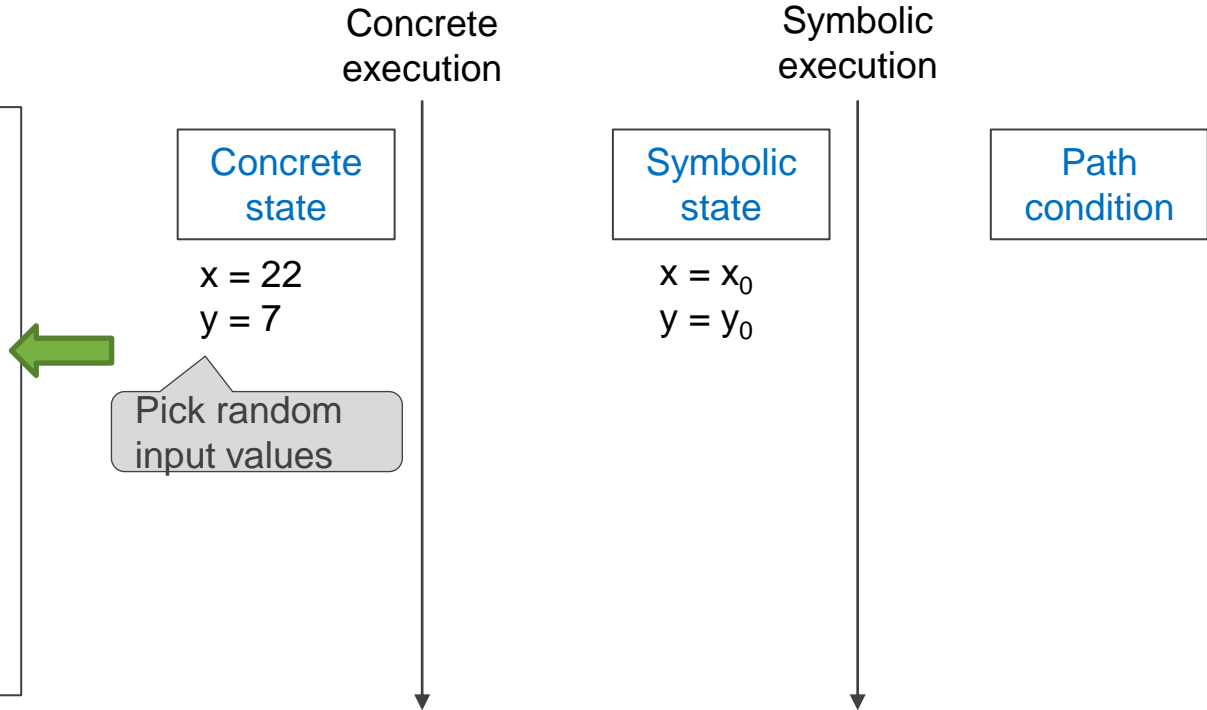 Concrete
execution
Symbolic
execution
Concrete
state
Symbolic
state
Path
condition
x = 22
y = 7
x = x₀
y = y₀
Pick random
input values